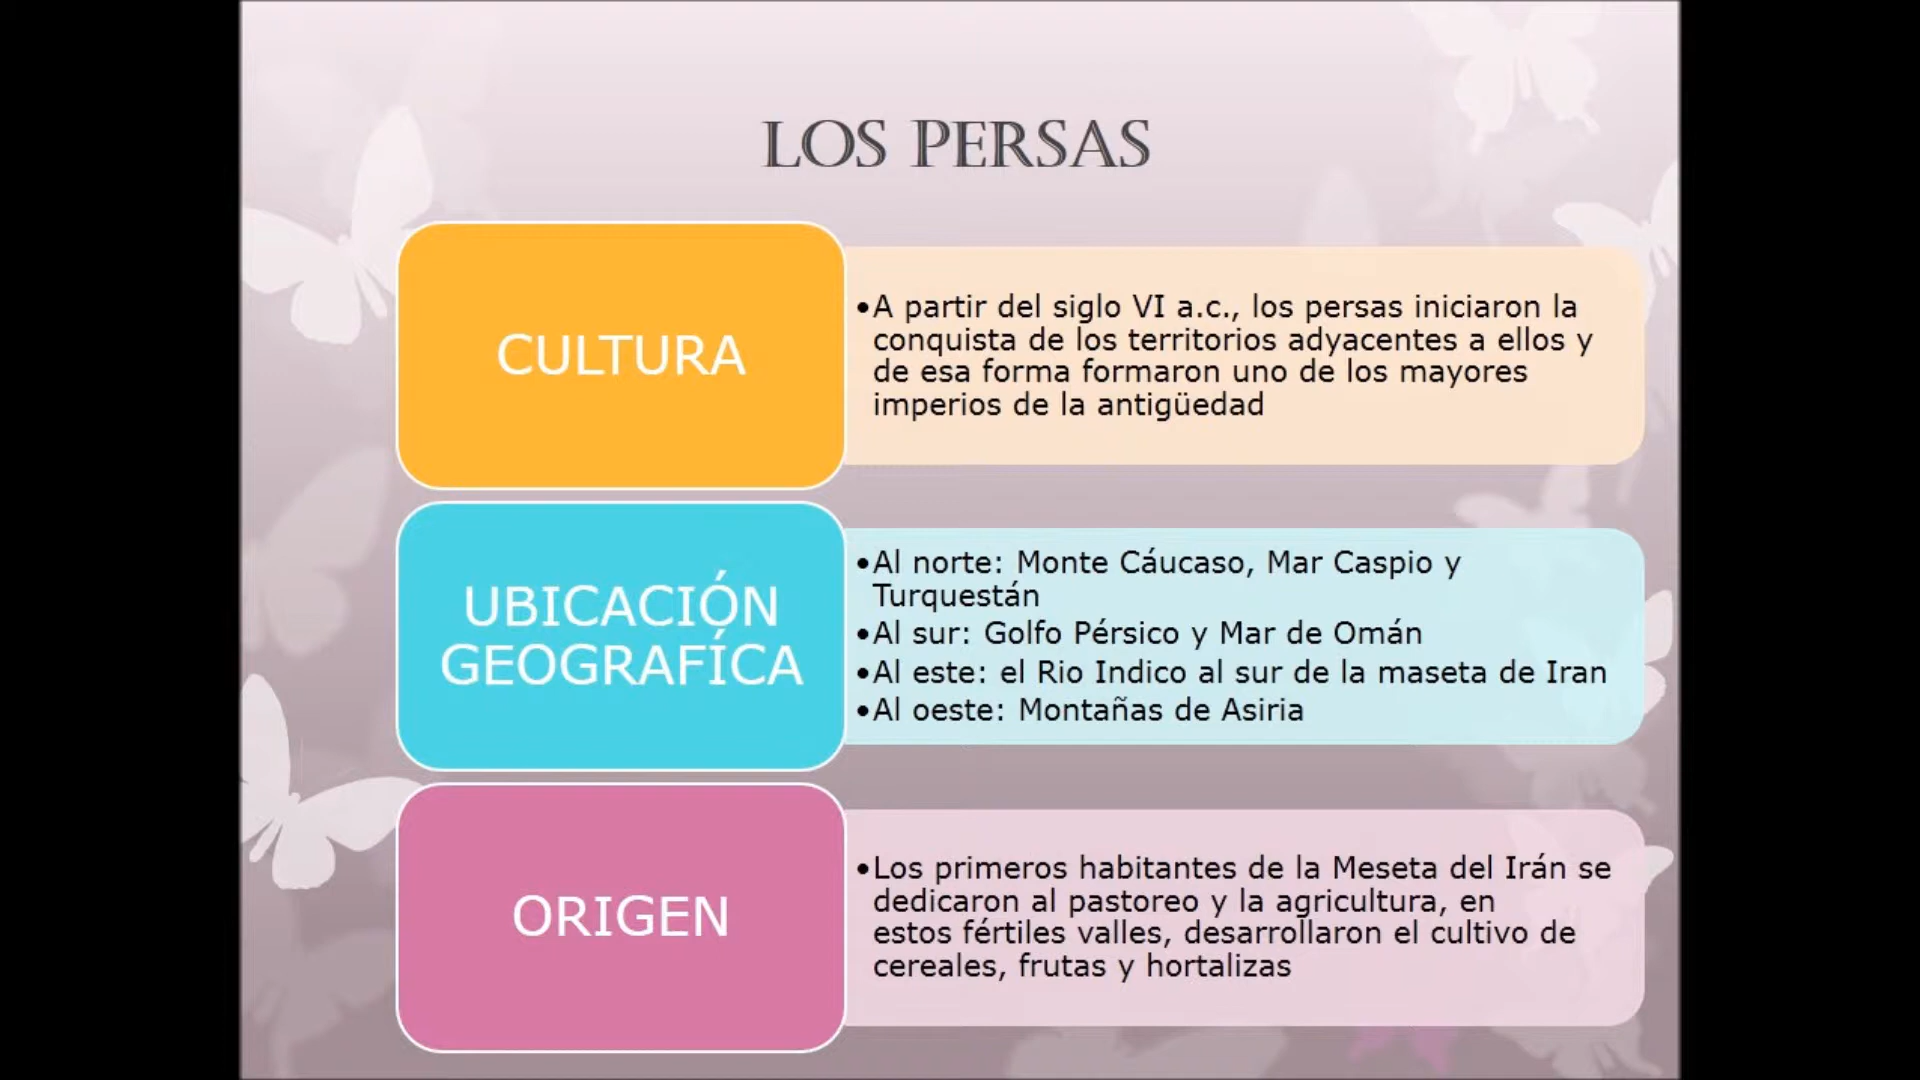 LOS PERSAS
CULTURA
•A partir del siglo VI a.c., los persas iniciaron la
conquista de los territorios adyacentes a ellos y
de esa forma formaron uno de los mayores
imperios de la antigüedad
UBICACIÓN
GEOGRAFÍCA
•Al norte: Monte Cáucaso, Mar Caspio y
Turquestán
•Al sur: Golfo Pérsico y Mar de Omán
•Al este: el Rio Indico al sur de la maseta de Iran
•Al oeste: Montañas de Asiria
ORIGEN
•Los primeros habitantes de la Meseta del Irán se
dedicaron al pastoreo y la agricultura, en
estos fértiles valles, desarrollaron el cultivo de
cereales, frutas y hortalizas